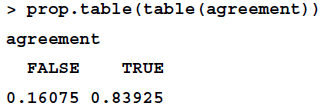 > prop.table(table(agreement))
agreement
FALSE TRUE
0.16075 0.83925